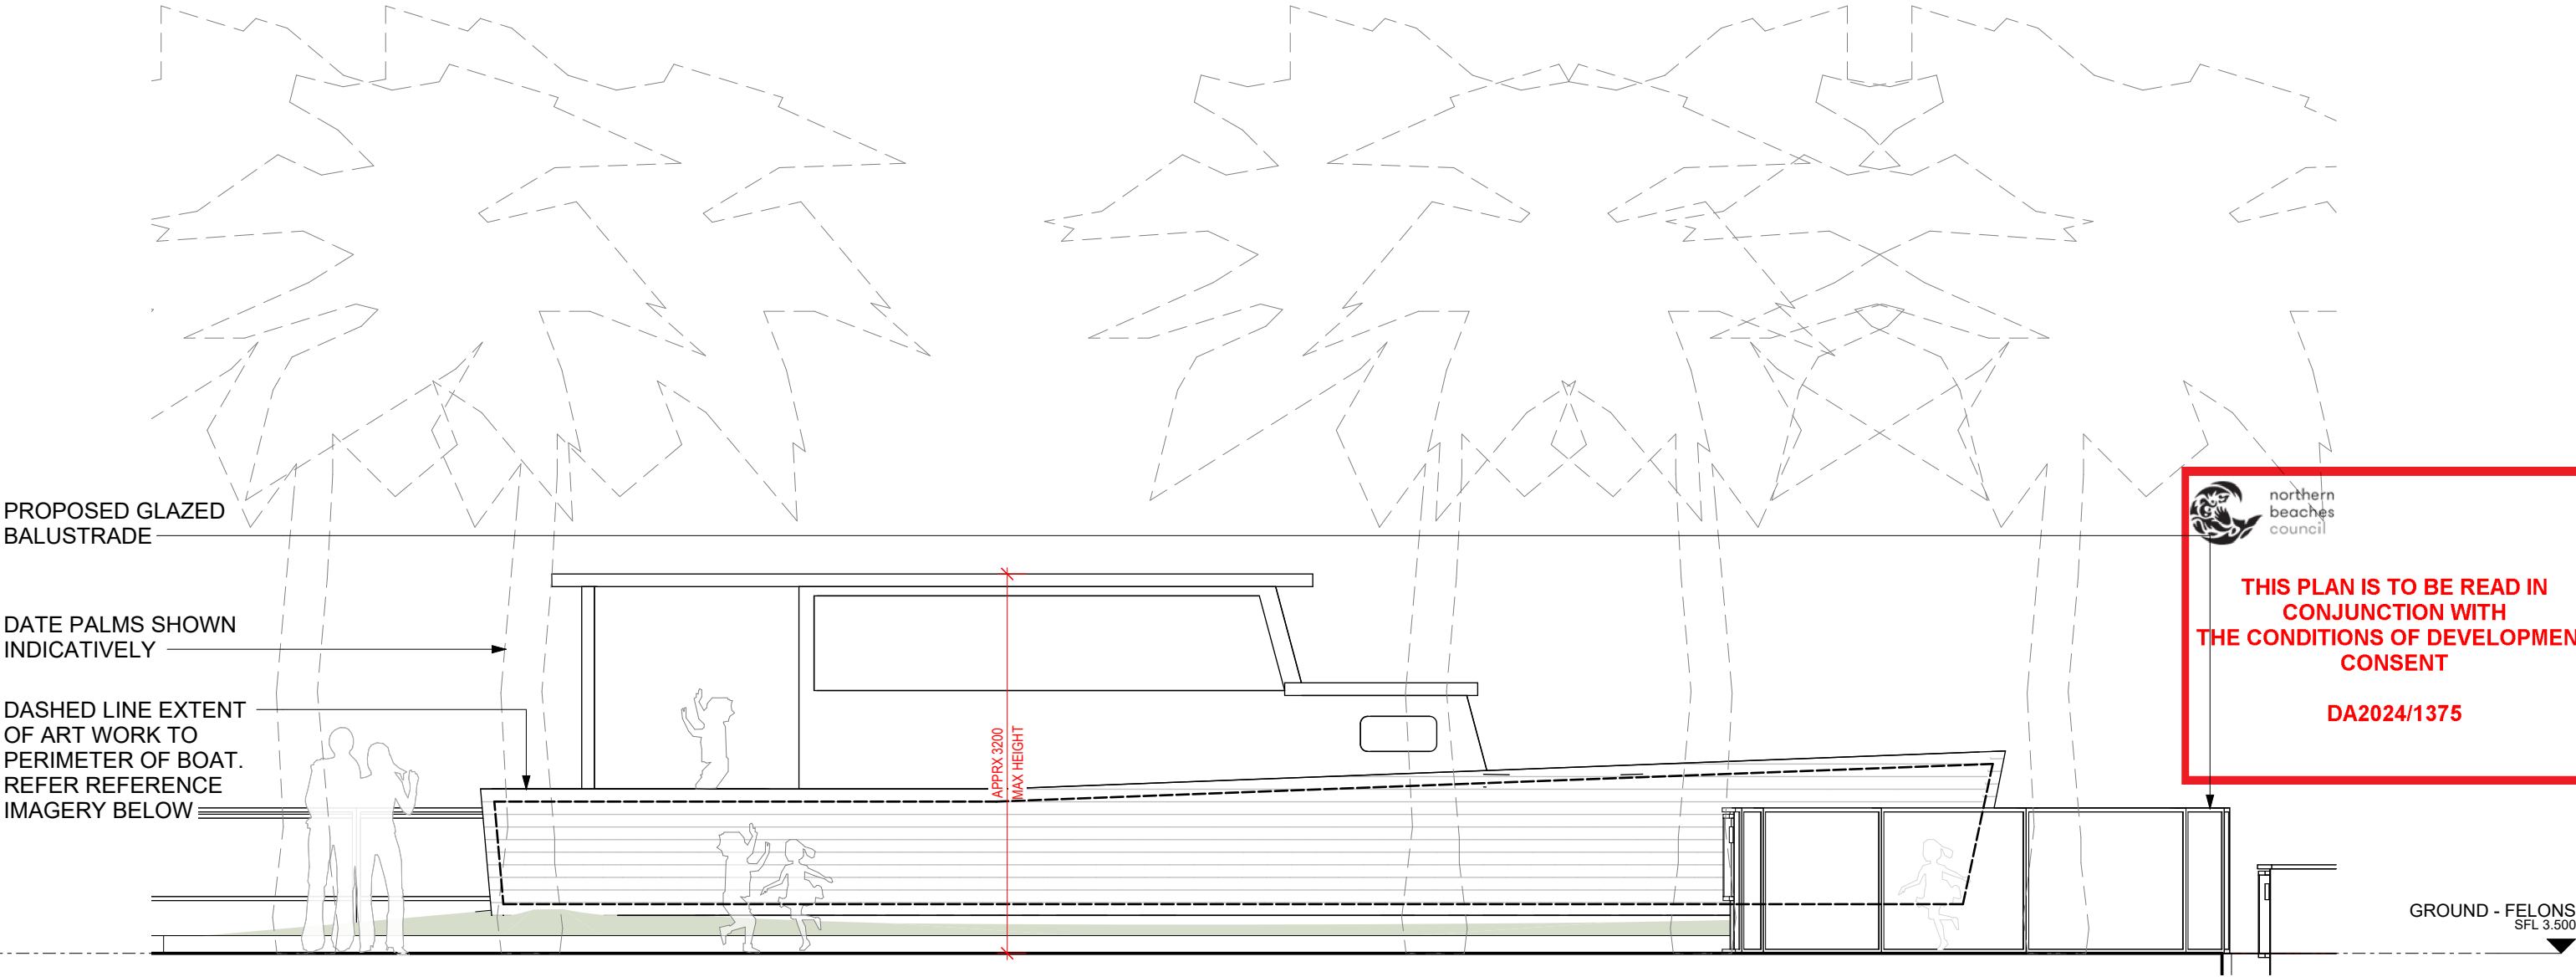 PROPOSED GLAZED
BALUSTRADE
DATE PALMS SHOWN
INDICATIVELY
DASHED LINE EXTENT
OF ART WORK TO
PERIMETER OF BOAT.
REFER REFERENCE
IMAGERY BELOW
APPRX 3200
MAX HEIGHT
northern
beaches
council
THIS PLAN IS TO BE READ IN
CONJUNCTION WITH
THE CONDITIONS OF DEVELOPMEN
CONSENT
DA2024/1375
GROUND - FELONS
SFL 3.500